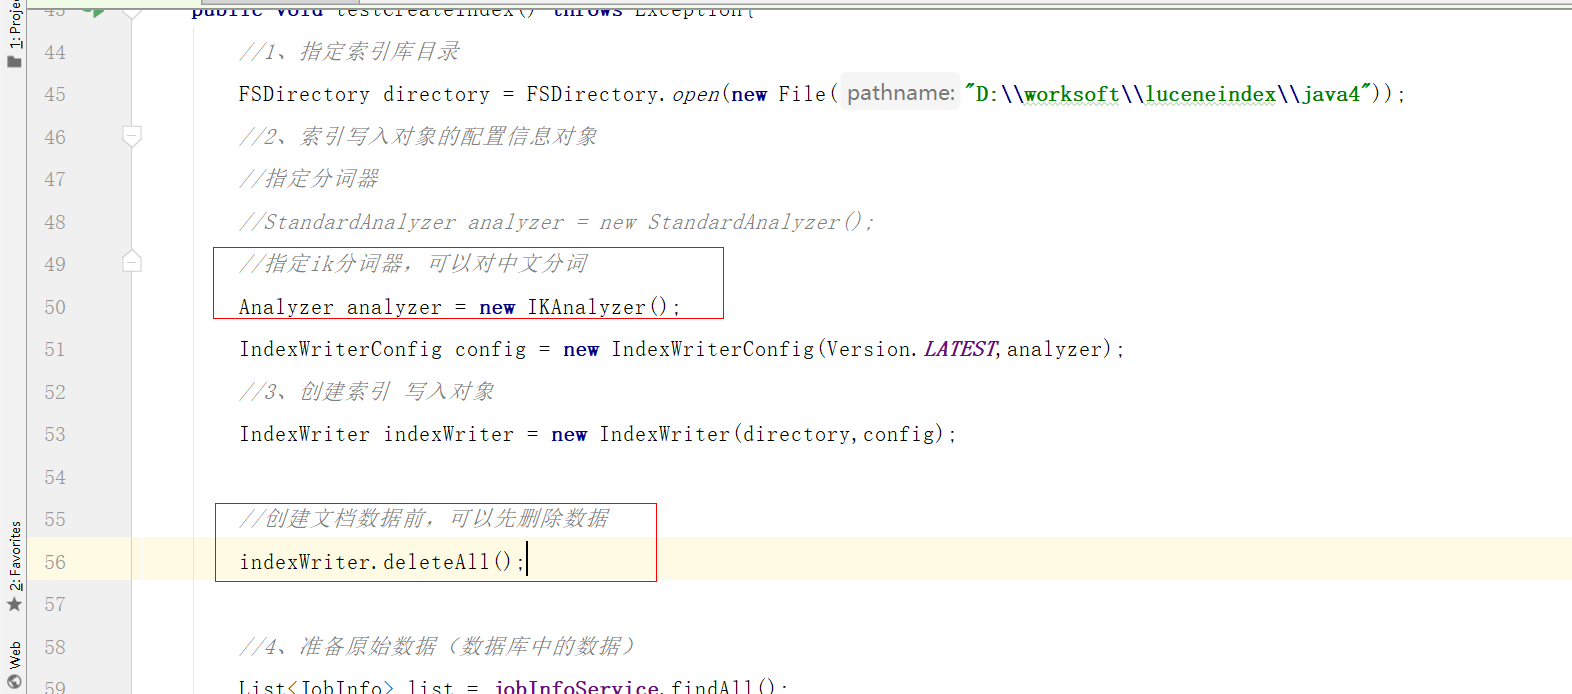 1: Projec
43 public void testCreateIndex() throws Exception{
44 //1、指定索引库目录
45 FSDirectory directory = FSDirectory.open(new File( pathname: "D:\\worksoft\\luceneindex\\java4"));
46 //2、索引写入对象的配置信息对象
47 //指定分词器
48 //StandardAnalyzer analyzer = new StandardAnalyzer();
49 //指定ik分词器，可以对中文分词
50 Analyzer analyzer = new IKAnalyzer();
51 IndexWriterConfig config = new IndexWriterConfig(Version.LATEST,analyzer);
52 //3、创建索引 写入对象
53 IndexWriter indexWriter = new IndexWriter(directory,config);
54
55 //创建文档数据前，可以先删除数据
56 indexWriter.deleteAll();
57
58 //4、准备原始数据（数据库中的数据）
59 List<JobInfo> list = jobInfoService.findAll();
2: Favorites
Web